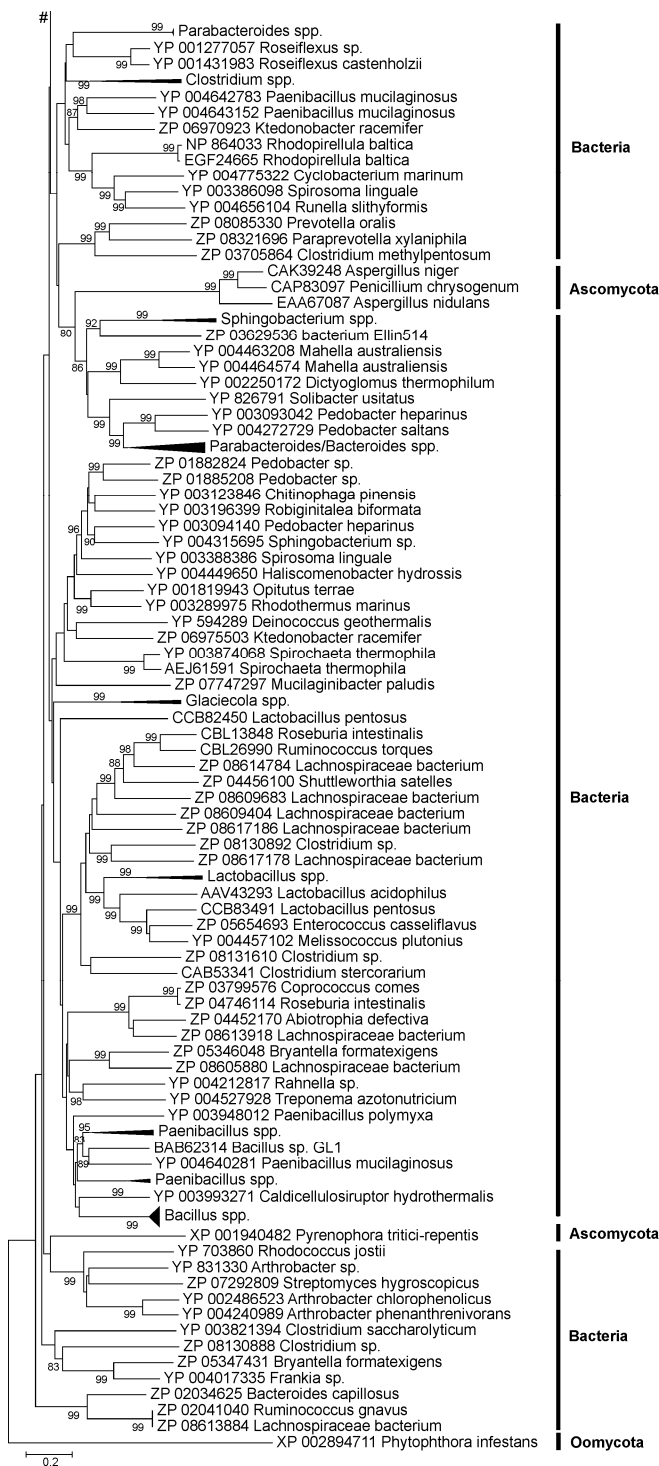 #
99 Parabacteroides spp.
YP 001277057 Roseiflexus sp.
99 YP 001431983 Roseiflexus castenholzii
99 Clostridium spp.
98 YP 004642783 Paenibacillus mucilaginosus
87 YP 004643152 Paenibacillus mucilaginosus
ZP 06970923 Ktedonobacter racemifer
99 NP 864033 Rhodopirellula baltica
Bacteria
EGF24665 Rhodopirellula baltica
99 YP 004775322 Cyclobacterium marinum
99 YP 003386098 Spirosoma linguale
99 YP 004656104 Runella slithyformis
99 ZP 08085330 Prevotella oralis
99 ZP 08321696 Paraprevotella xylaniphila
ZP 03705864 Clostridium methylpentosum
99 CAK39248 Aspergillus niger
99 CAP83097 Penicillium chrysogenum
Ascomycota
EAA67087 Aspergillus nidulans
99 Sphingobacterium spp.
92
80 ZP 03629536 bacterium Ellin514
99 YP 004463208 Mahella australiensis
86 99 YP 004464574 Mahella australiensis
YP 002250172 Dictyoglomus thermophilum
YP 826791 Solibacter usitatus
99 YP 003093042 Pedobacter heparinus
YP 004272729 Pedobacter saltans
99 Parabacteroides/Bacteroides spp.
99 ZP 01882824 Pedobacter sp.
ZP 01885208 Pedobacter sp.
YP 003123846 Chitinophaga pinensis
YP 003196399 Robiginitalea biformata
96 YP 003094140 Pedobacter heparinus
90 YP 004315695 Sphingobacterium sp.
YP 003388386 Spirosoma linguale
YP 004449650 Haliscomenobacter hydrossis
YP 001819943 Opitutus terrae
99 YP 003289975 Rhodothermus marinus
YP 594289 Deinococcus geothermalis
ZP 06975503 Ktedonobacter racemifer
YP 003874068 Spirochaeta thermophila
99 AEJ61591 Spirochaeta thermophila
ZP 07747297 Mucilaginibacter paludis
99 Glaciecola spp.
CCB82450 Lactobacillus pentosus
99 CBL13848 Roseburia intestinalis
98 CBL26990 Ruminococcus torques
88 ZP 08614784 Lachnospiraceae bacterium
99 ZP 04456100 Shuttleworthia satelles
ZP 08609683 Lachnospiraceae bacterium
Bacteria
ZP 08609404 Lachnospiraceae bacterium
ZP 08617186 Lachnospiraceae bacterium
ZP 08130892 Clostridium sp.
99 ZP 08617178 Lachnospiraceae bacterium
99 Lactobacillus spp.
99 AAV43293 Lactobacillus acidophilus
99 CCB83491 Lactobacillus pentosus
99 ZP 05654693 Enterococcus casseliflavus
99 YP 004457102 Melissococcus plutonius
ZP 08131610 Clostridium sp.
CAB53341 Clostridium stercorarium
99 ZP 03799576 Coprococcus comes
99 ZP 04746114 Roseburia intestinalis
ZP 04452170 Abiotrophia defectiva
ZP 08613918 Lachnospiraceae bacterium
99 ZP 05346048 Bryantella formatexigens
ZP 08605880 Lachnospiraceae bacterium
YP 004212817 Rahnella sp.
98 YP 004527928 Treponema azotonutricium
YP 003948012 Paenibacillus polymyxa
95 Paenibacillus spp.
83
BAB62314 Bacillus sp. GL1
89 YP 004640281 Paenibacillus mucilaginosus
Paenibacillus spp.
99 YP 003993271 Caldicellulosiruptor hydrothermalis
99 Bacillus spp.
XP 001940482 Pyrenophora tritici-repentis
Ascomycota
YP 703860 Rhodococcus jostii
YP 831330 Arthrobacter sp.
99 ZP 07292809 Streptomyces hygroscopicus
YP 002486523 Arthrobacter chlorophenolicus
99 YP 004240989 Arthrobacter phenanthrenivorans
YP 003821394 Clostridium saccharolyticum
Bacteria
ZP 08130888 Clostridium sp.
83 ZP 05347431 Bryantella formatexigens
99 YP 004017335 Frankia sp.
ZP 02034625 Bacteroides capillosus
99 ZP 02041040 Ruminococcus gnavus
99 ZP 08613884 Lachnospiraceae bacterium
XP 002894711 Phytophthora infestans
Oomycota
0.2